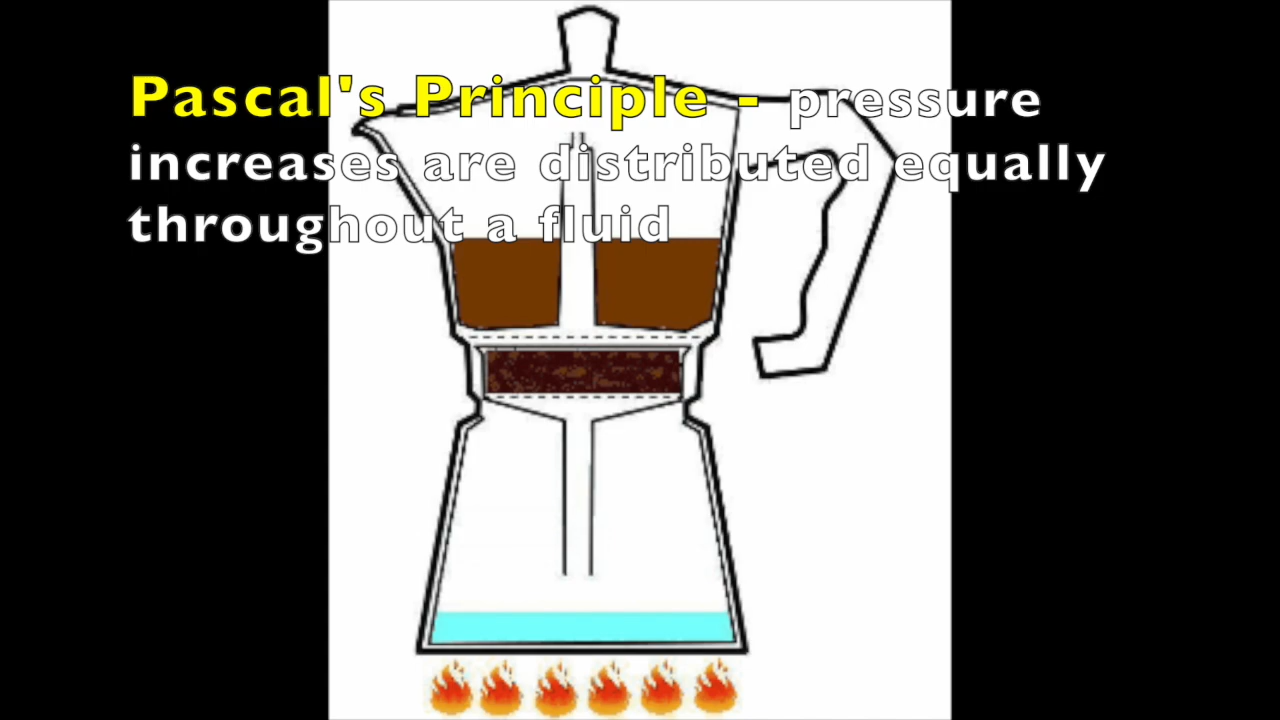 Pascal's Principle - pressure
increases are distributed equally
throughout a fluid